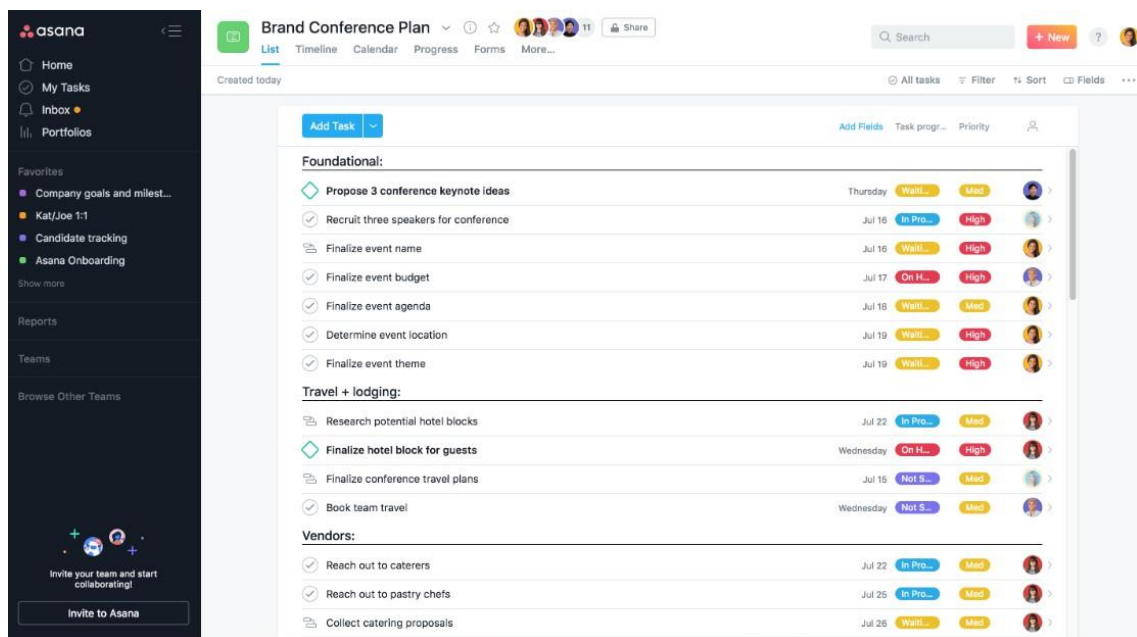 asana
Home
My Tasks
Inbox
Portfolios
Favorites
Company goals and milest...
Kat/Joe 1:1
Candidate tracking
Asana Onboarding
Show more
Reports
Teams
Browse Other Teams
Invite your team and start
collaborating!
Invite to Asana
Brand Conference Plan
11
Share
List Timeline Calendar Progress Forms More...
Search
+ New
?
Created today
All tasks Filter Sort Fields
Add Task
Add Fields Task progr... Priority
Foundational:
Propose 3 conference keynote ideas Thursday Waiti... Med
Recruit three speakers for conference Jul 16 In Pro... High
Finalize event name Jul 16 Waiti... High
Finalize event budget Jul 17 On H... High
Finalize event agenda Jul 18 Waiti... Med
Determine event location Jul 19 Waiti... High
Finalize event theme Jul 19 Waiti... High
Travel + lodging:
Research potential hotel blocks Jul 22 In Pro... Med
Finalize hotel block for guests Wednesday On H... High
Finalize conference travel plans Jul 15 Not S... Med
Book team travel Wednesday Not S... Med
Vendors:
Reach out to caterers Jul 22 In Pro... Med
Reach out to pastry chefs Jul 25 In Pro... Med
Collect catering proposals Jul 26 Waiti... Med